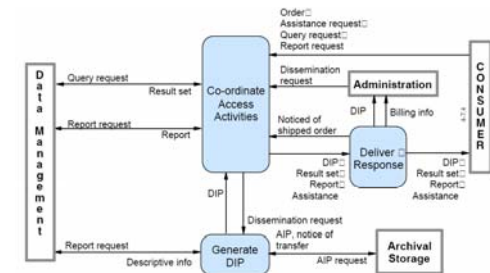 Order□
Assistance request□
Query request□
Report request
Data Management
Query request
Result set
Co-ordinate
Access
Activities
Dissemination
request
Administration
CONSUMER
DIP
Billing info
Report request
Report
Noticed of
shipped order
Deliver □
Response
DIP□
Result set□
Report□
Assistance
DIP□
Result set□
Report□
Assistance
DIP
Dissemination request
AIP, notice of
transfer
Report request
Descriptive info
Generate
DIP
AIP request
Archival
Storage